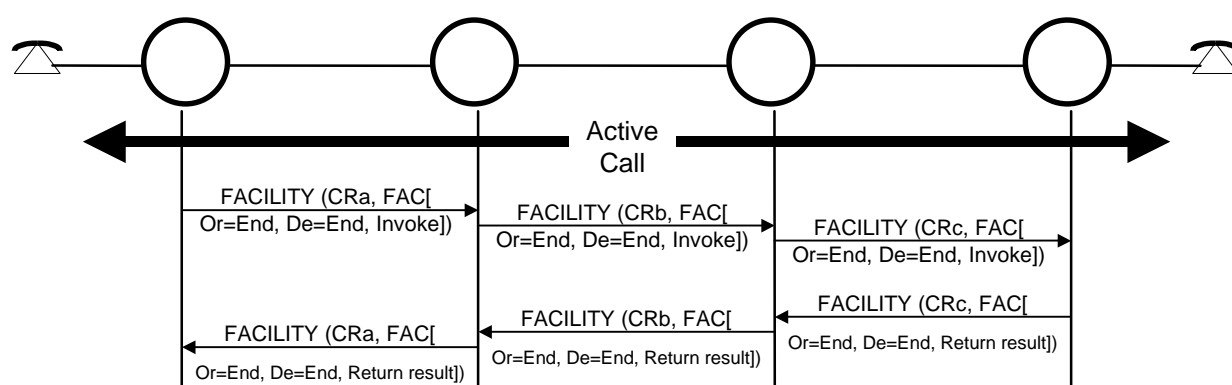 Active
Call
FACILITY (CRa, FAC[
Or=End, De=End, Invoke])
FACILITY (CRb, FAC[
Or=End, De=End, Invoke])
FACILITY (CRc, FAC[
Or=End, De=End, Invoke])
FACILITY (CRc, FAC[
Or=End, De=End, Return result])
FACILITY (CRb, FAC[
Or=End, De=End, Return result])
FACILITY (CRa, FAC[
Or=End, De=End, Return result])